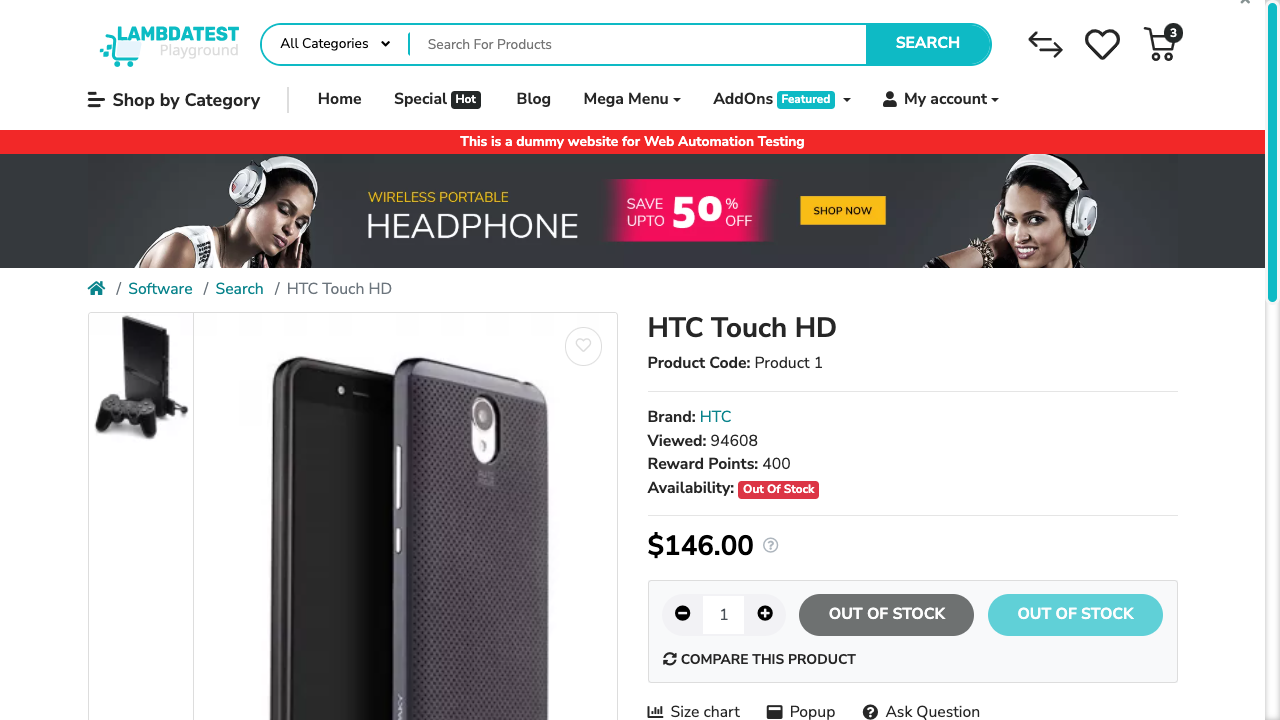 LAMBDATEST
Playground
All Categories
Search For Products
SEARCH
3
Shop by Category
Home
Special Hot
Blog
Mega Menu
AddOns Featured
My account
This is a dummy website for Web Automation Testing
WIRELESS PORTABLE
HEADPHONE
SAVE UPTO 50% OFF
SHOP NOW
/ Software / Search / HTC Touch HD
HTC Touch HD
Product Code: Product 1
Brand: HTC
Viewed: 94608
Reward Points: 400
Availability: Out Of Stock
$146.00
1
OUT OF STOCK
OUT OF STOCK
COMPARE THIS PRODUCT
Size chart
Popup
Ask Question